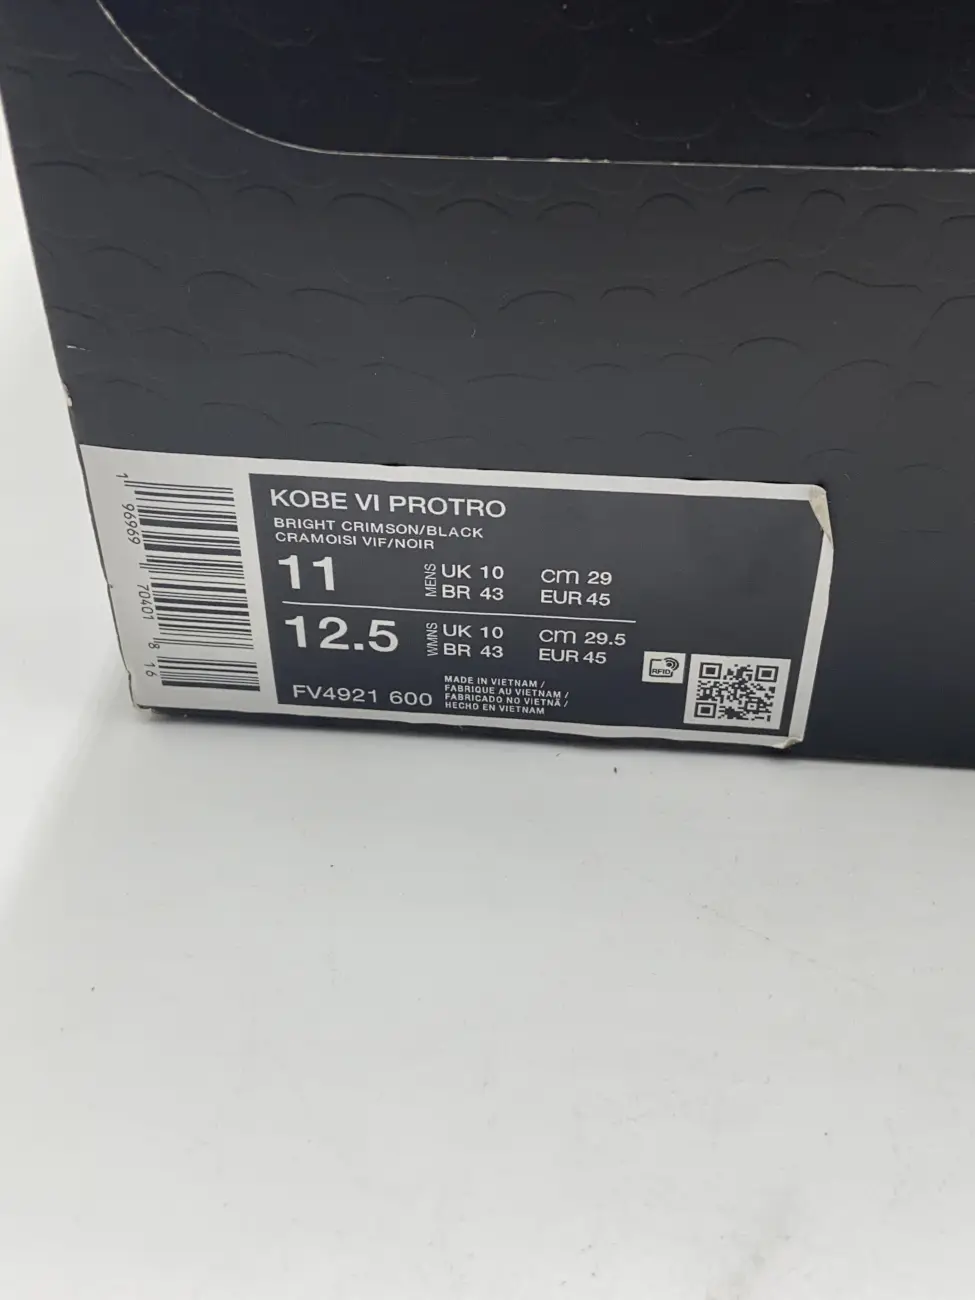 KOBE VI PROTRO
BRIGHT CRIMSON/BLACK
CRAMOISI VIF/NOIR
11 MENS UK 10 cm 29
BR 43 EUR 45
12.5 WMNS UK 10 cm 29.5
BR 43 EUR 45
FV4921 600
MADE IN VIETNAM /
FABRIQUE AU VIETNAM /
FABRICADO NO VIETNÃ /
HECHO EN VIETNAM
RFID
1 96969 70401 8 16